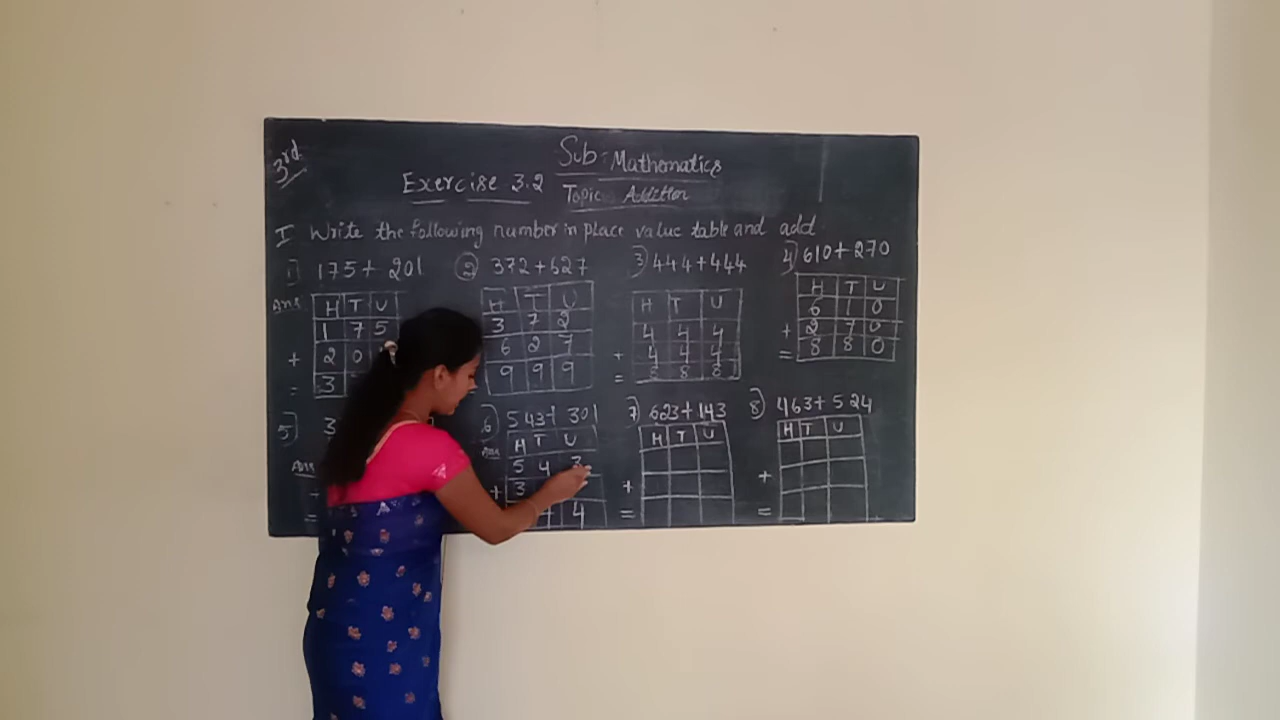 3rd
Sub: Mathematics
Exercise 3.2
Topic Addition
I Write the following number in place value table and add
1) 175+ 201
Ans
H T U
1 7 5
+ 2 0
= 3
2) 372+627
H T U
3 7 2
6 2 7
9 9 9
3) 444+444
H T U
4 4 4
+ 4 4 4
= 8 8 8
4) 610+270
H T U
6 1 0
+ 2 7 0
= 8 8 0
5) 3
Ans
+
=
6) 543+ 301
Ans H T U
5 4 3
+ 3
4
7) 623+143
H T U
+
=
8) 463+ 524
H T U
+
=